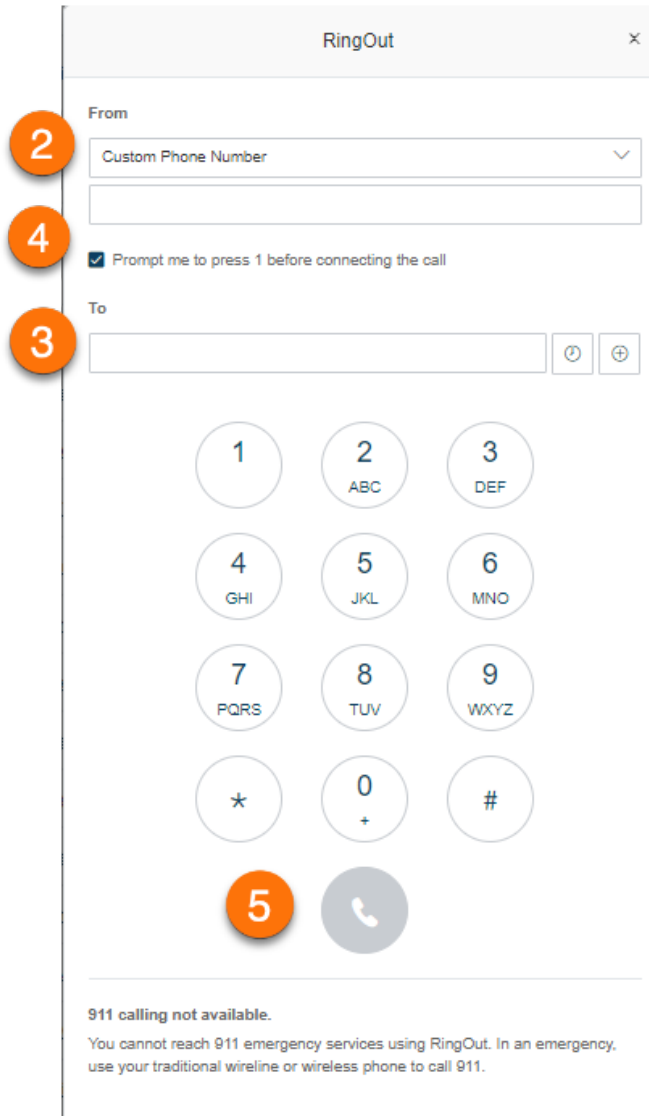 RingOut ×
From
2
Custom Phone Number
4
Prompt me to press 1 before connecting the call
To
3
1 2 3
ABC DEF
4 5 6
GHI JKL MNO
7 8 9
PQRS TUV WXYZ
* 0 #
+
5
911 calling not available.
You cannot reach 911 emergency services using RingOut. In an emergency,
use your traditional wireline or wireless phone to call 911.